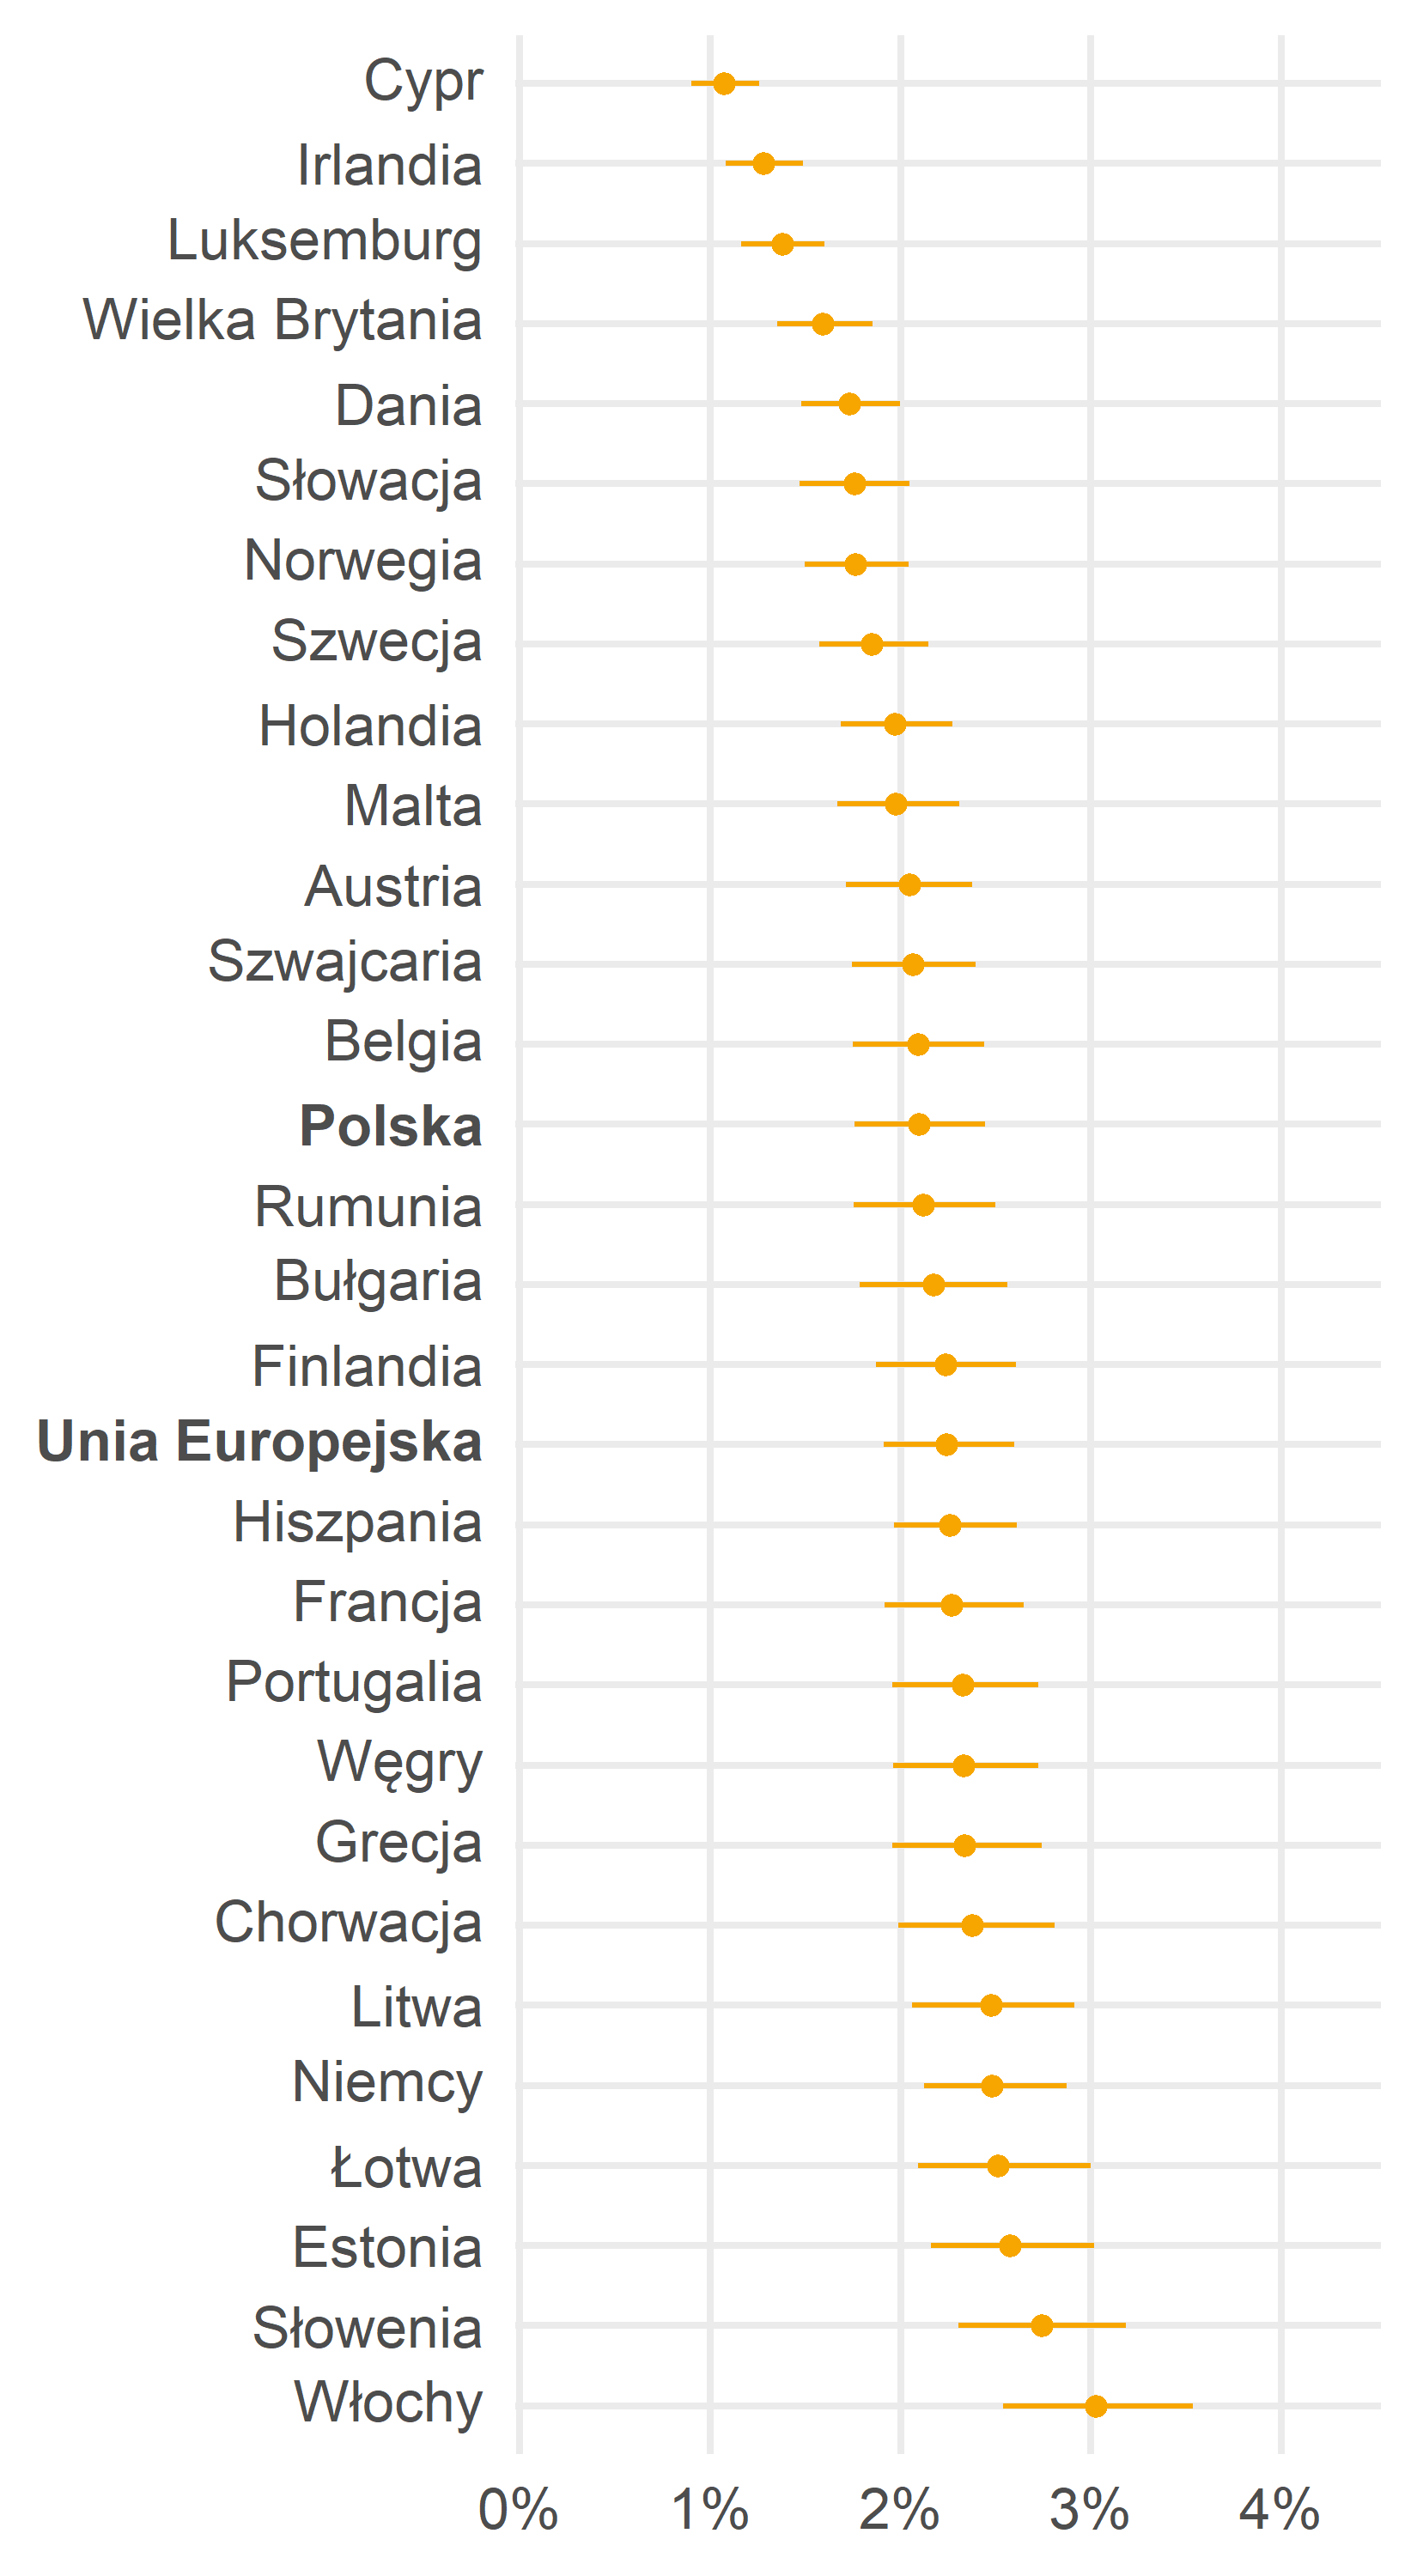 Cypr
Irlandia
Luksemburg
Wielka Brytania
Dania
Słowacja
Norwegia
Szwecja
Holandia
Malta
Austria
Szwajcaria
Belgia
Polska
Rumunia
Bułgaria
Finlandia
Unia Europejska
Hiszpania
Francja
Portugalia
Węgry
Grecja
Chorwacja
Litwa
Niemcy
Łotwa
Estonia
Słowenia
Włochy
0% 1% 2% 3% 4%